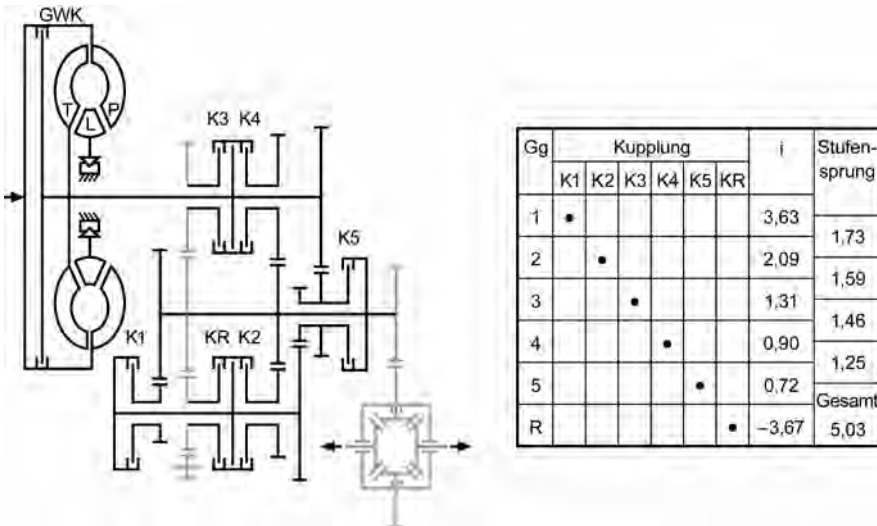 GWK
T P
L
K3 K4
K5
K1
KR K2
Gg Kupplung i Stufen-
sprung
K1 K2 K3 K4 K5 KR
1 3,63
1,73
2 2,09
1,59
3 1,31
1,46
4 0,90
1,25
5 0,72
Gesamt
R –3,67 5,03